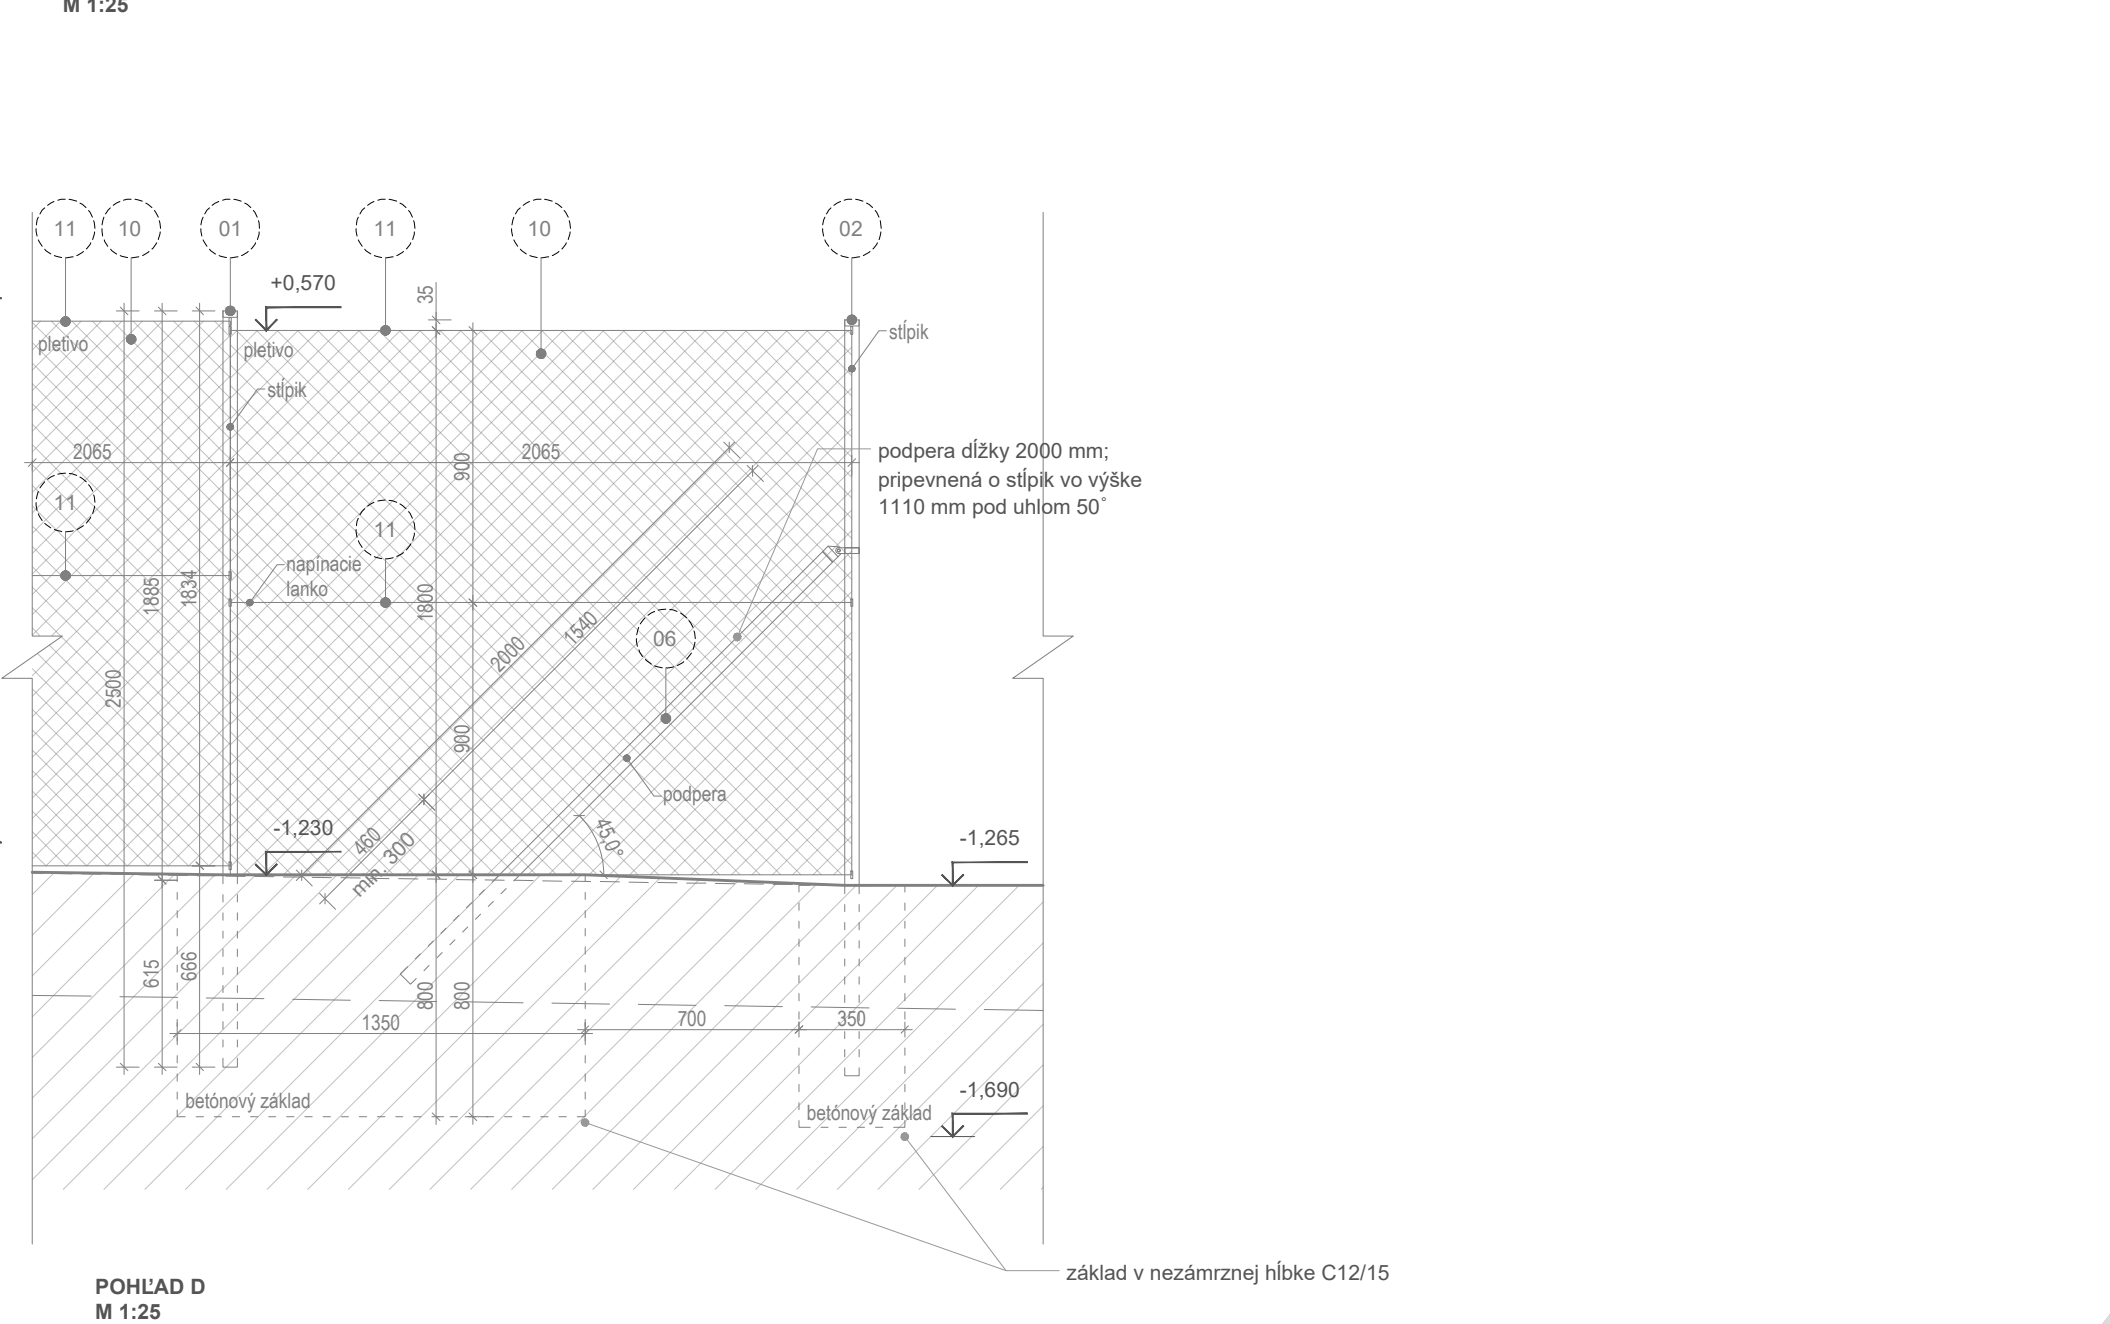 M 1:25
11
10
01
11
10
02
+0,570
35
pletivo
pletivo
stĺpik
stĺpik
2065
2065
900
podpera dĺžky 2000 mm;
pripevnená o stĺpik vo výške
1110 mm pod uhlom 50°
11
11
napínacie
lanko
1885
1834
1800
2500
2000
1540
06
900
podpera
-1,230
460
min. 300
45,0°
-1,265
615
666
800
800
1350
700
350
betónový základ
betónový základ
-1,690
základ v nezámrznej hĺbke C12/15
POHĽAD D
M 1:25